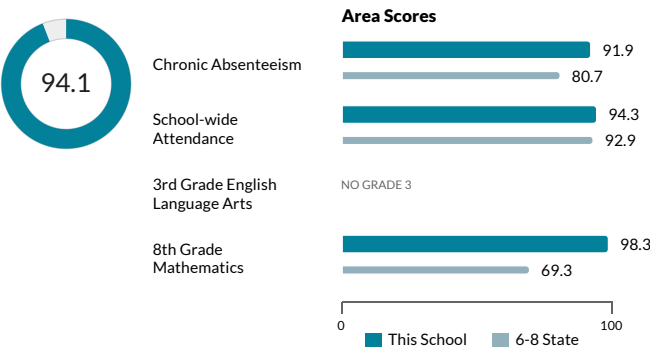 Area Scores
94.1
Chronic Absenteeism
91.9
80.7
School-wide
Attendance
94.3
92.9
3rd Grade English
Language Arts
NO GRADE 3
8th Grade
Mathematics
98.3
69.3
0
100
This School
6-8 State